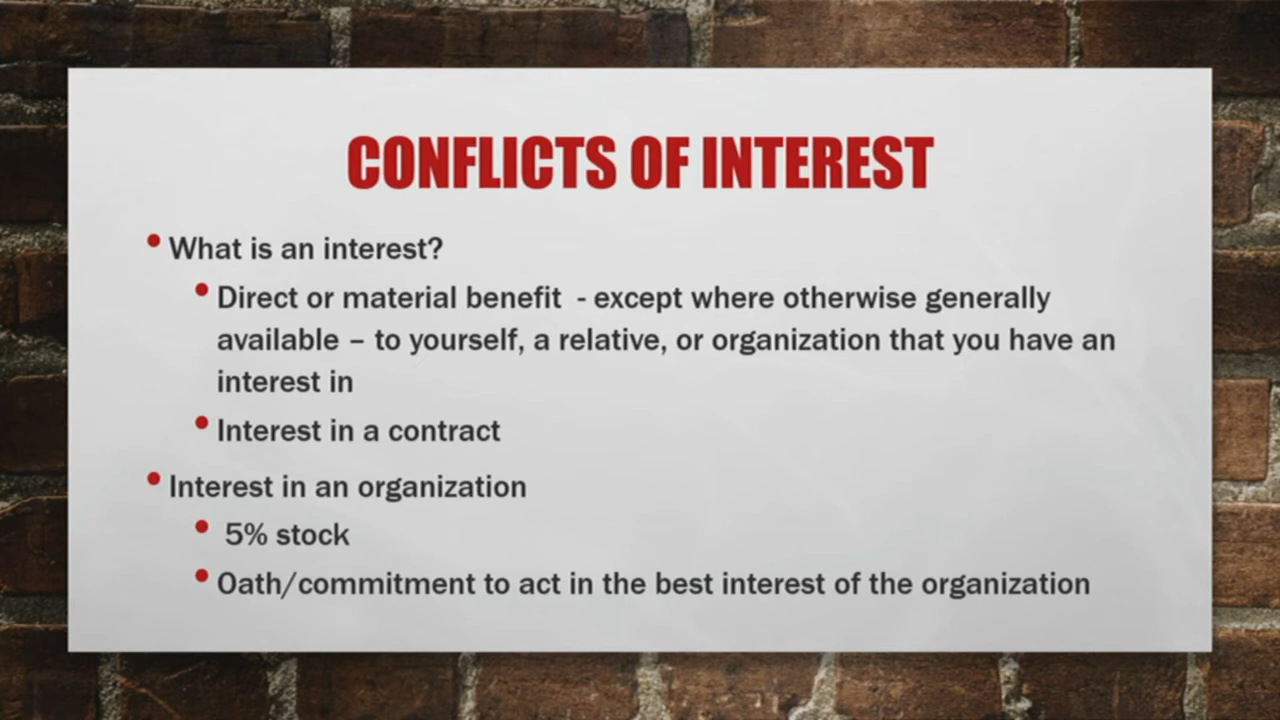 CONFLICTS OF INTEREST
• What is an interest?
• Direct or material benefit - except where otherwise generally
available – to yourself, a relative, or organization that you have an
interest in
• Interest in a contract
• Interest in an organization
• 5% stock
• Oath/commitment to act in the best interest of the organization